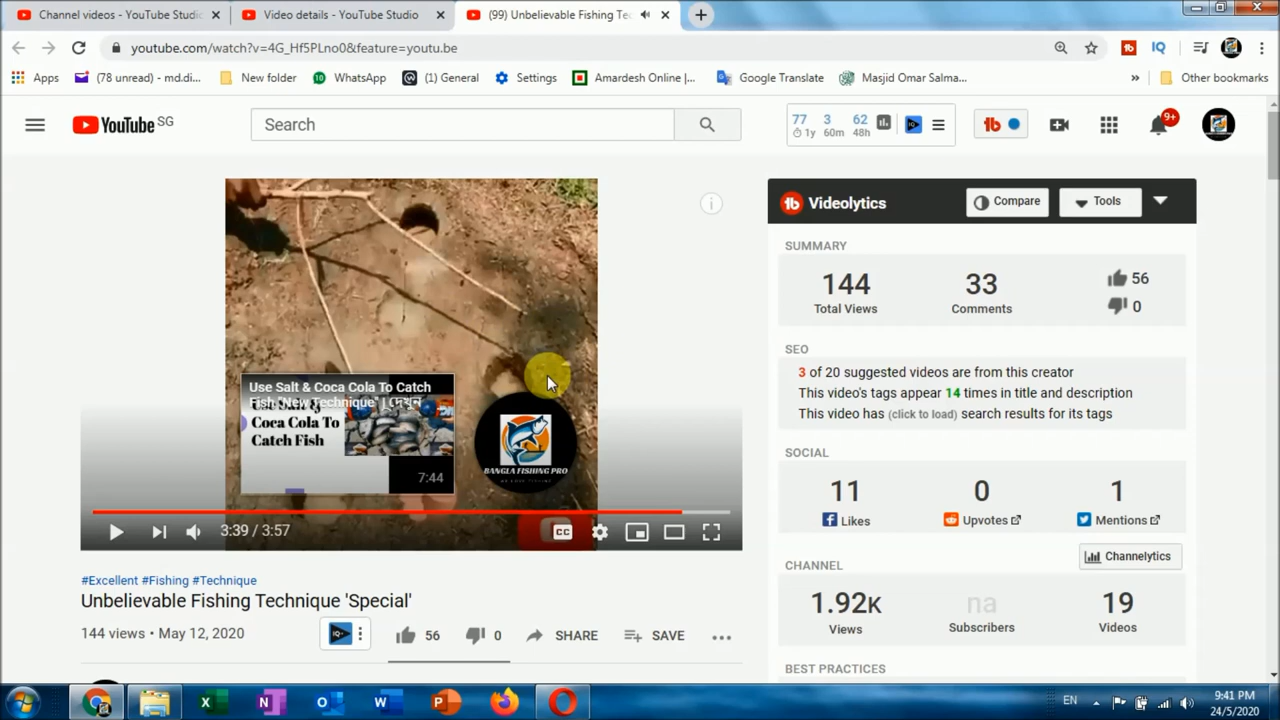 Channel videos - YouTube Studio
Video details - YouTube Studio
(99) Unbelievable Fishing Te
youtube.com/watch?v=4G_Hf5PLno0&feature=youtu.be
Apps
(78 unread) - md.di...
New folder
10
WhatsApp
(1) General
Settings
Amardesh Online |...
Google Translate
Masjid Omar Salma...
»
Other bookmarks
YouTube SG
Search
77 3 62
1y 60m 48h
9+
Videolytics
Compare
Tools
SUMMARY
144
Total Views
33
Comments
56
0
SEO
3 of 20 suggested videos are from this creator
This video's tags appear 14 times in title and description
This video has (click to load) search results for its tags
SOCIAL
11
Likes
0
Upvotes
1
Mentions
Channelytics
CHANNEL
1.92K
Views
na
Subscribers
19
Videos
BEST PRACTICES
Use Salt & Coca Cola To Catch
Fish "New Technique" | দেখুন
Use Salt &
Coca Cola To
Catch Fish
7:44
BANGLA FISHING PRO
3:39 / 3:57
CC
#Excellent #Fishing #Technique
Unbelievable Fishing Technique 'Special'
144 views • May 12, 2020
IQ
56
0
SHARE
SAVE
EN
9:41 PM
24/5/2020